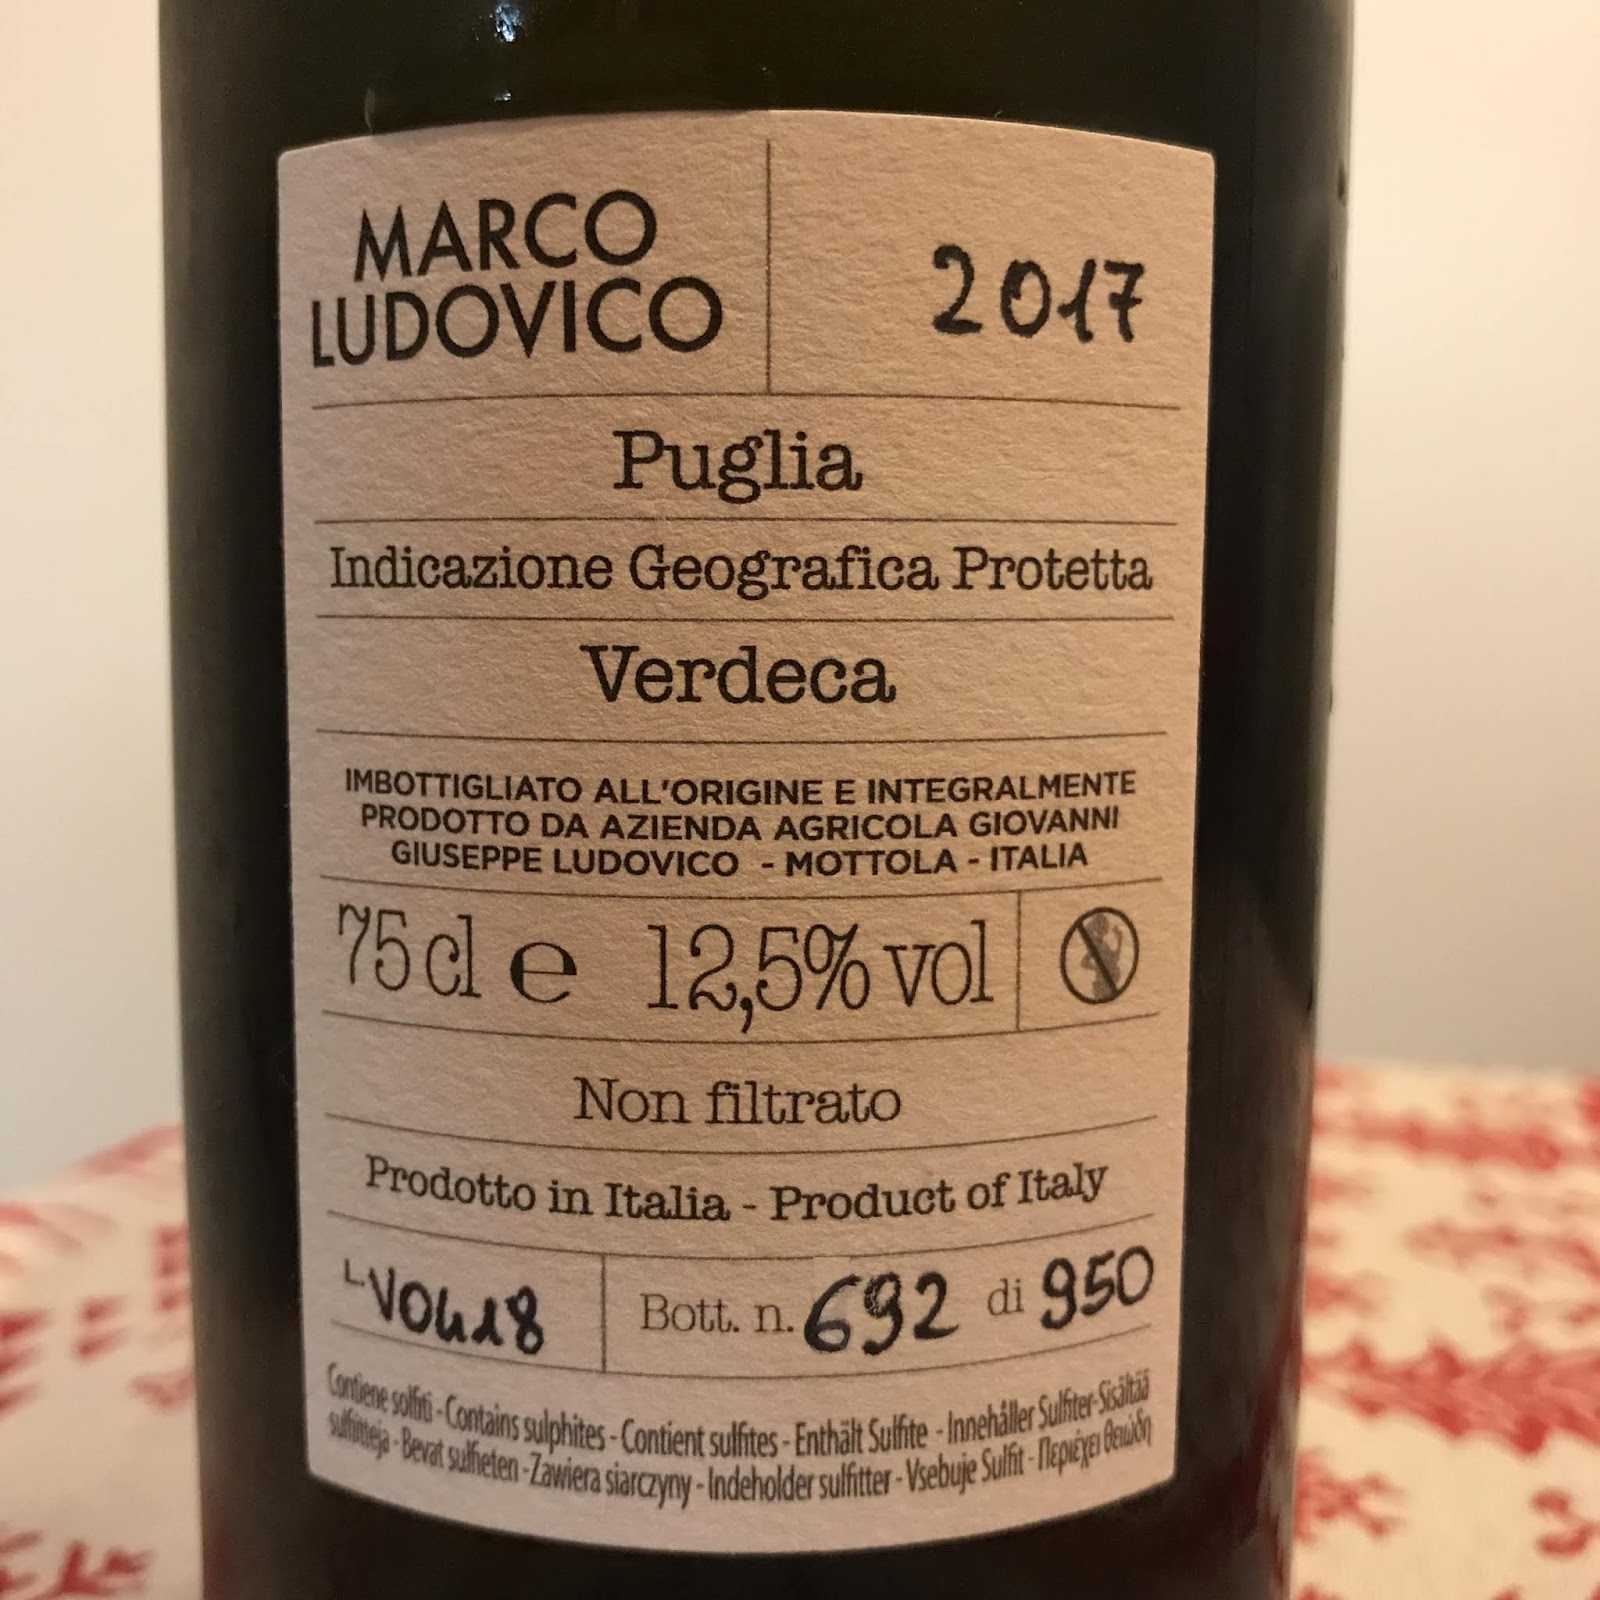 MARCO
LUDOVICO
2017
Puglia
Indicazione Geografica Protetta
Verdeca
IMBOTTIGLIATO ALL'ORIGINE E INTEGRALMENTE
PRODOTTO DA AZIENDA AGRICOLA GIOVANNI
GIUSEPPE LUDOVICO - MOTTOLA - ITALIA
75 cl e 12,5% vol
Non filtrato
Prodotto in Italia - Product of Italy
L. V0418 Bott. n. 692 di 950
Contiene solfiti - Contains sulphites - Contient sulfites - Enthält Sulfite - Innehåller Sulfiter-Sisältää
sulfiitteja - Bevat sulfieten - Zawiera siarczyny - Indeholder sulfitter - Vsebuje Sulfit - Περιέχει θειώδη